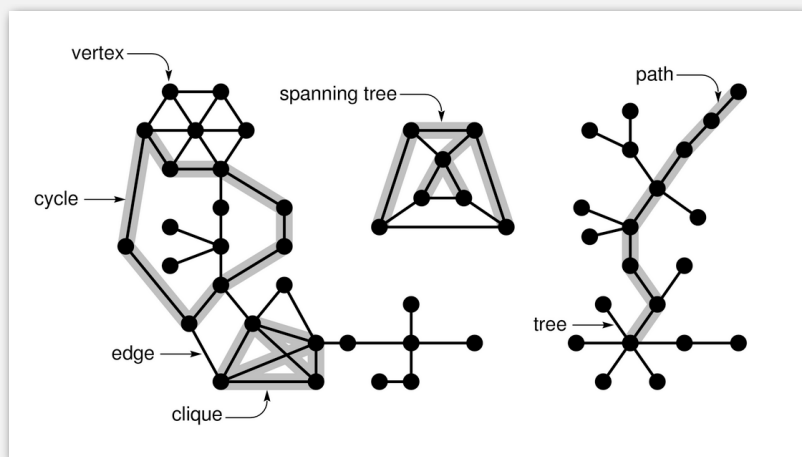 vertex
spanning tree
path
cycle
tree
edge
clique